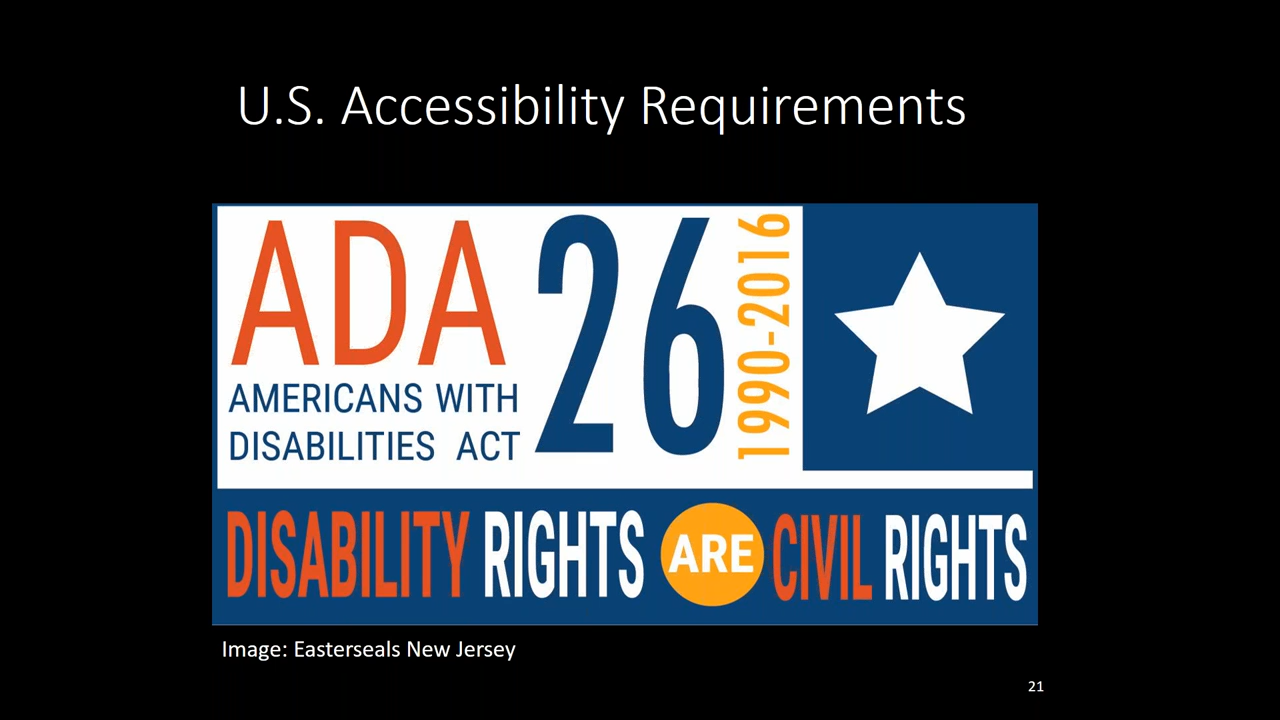 U.S. Accessibility Requirements
ADA
AMERICANS WITH
DISABILITIES ACT
26
1990-2016
DISABILITY RIGHTS ARE CIVIL RIGHTS
Image: Easterseals New Jersey
21